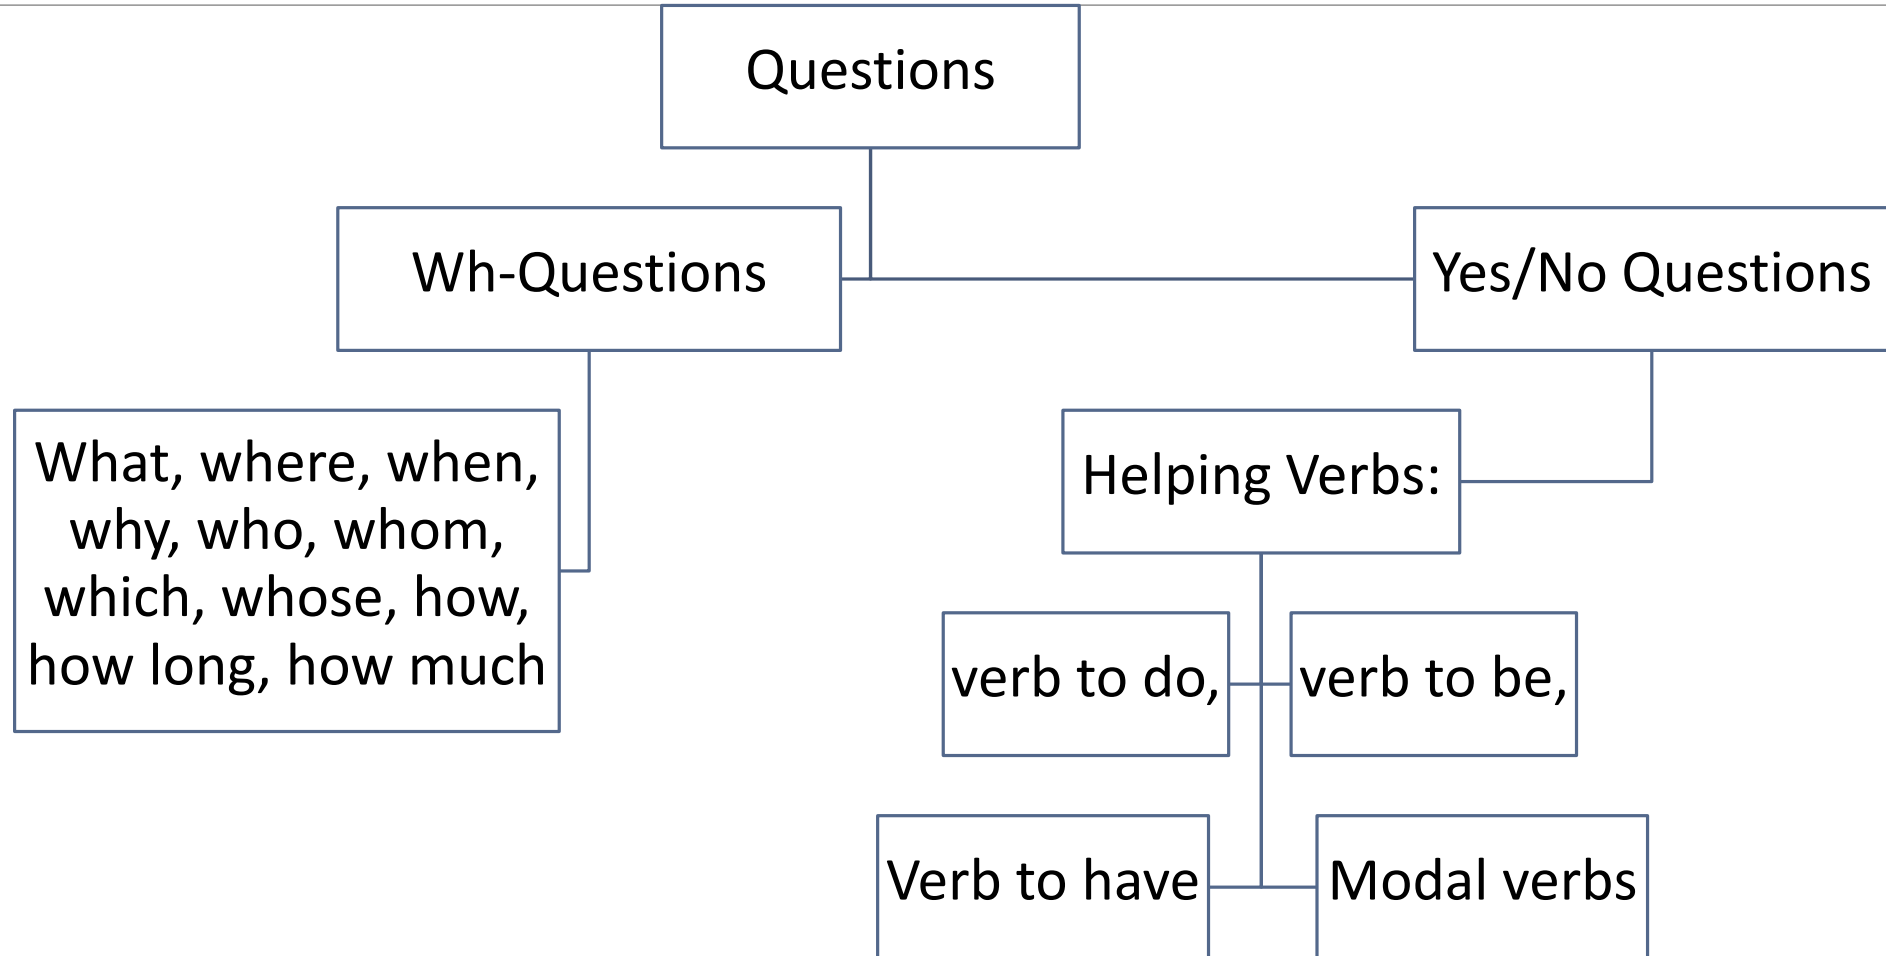 Questions
Wh-Questions
Yes/No Questions
What, where, when,
why, who, whom,
which, whose, how,
how long, how much
Helping Verbs:
verb to do,
verb to be,
Verb to have
Modal verbs